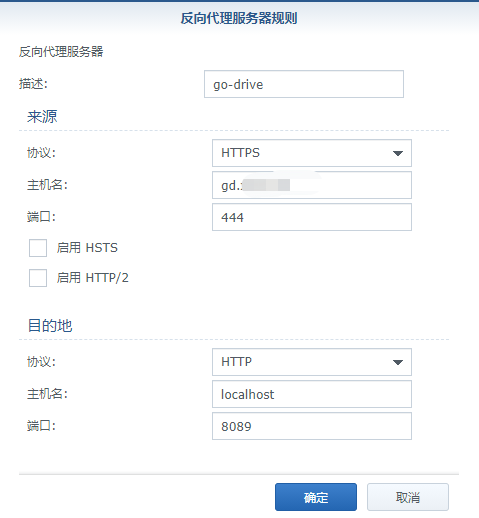 反向代理服务器规则
反向代理服务器
描述: go-drive
来源
协议: HTTPS
主机名: gd.
端口: 444
启用 HSTS
启用 HTTP/2
目的地
协议: HTTP
主机名: localhost
端口: 8089
确定 取消